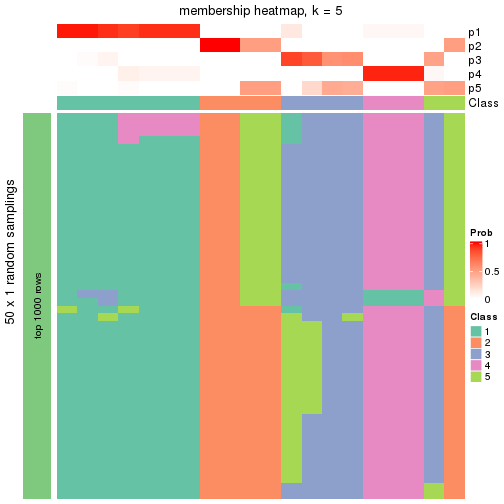 membership heatmap, k = 5
p1
p2
p3
p4
p5
Class
50 x 1 random samplings
top 1000 rows
Prob
1
0.5
0
Class
1
2
3
4
5